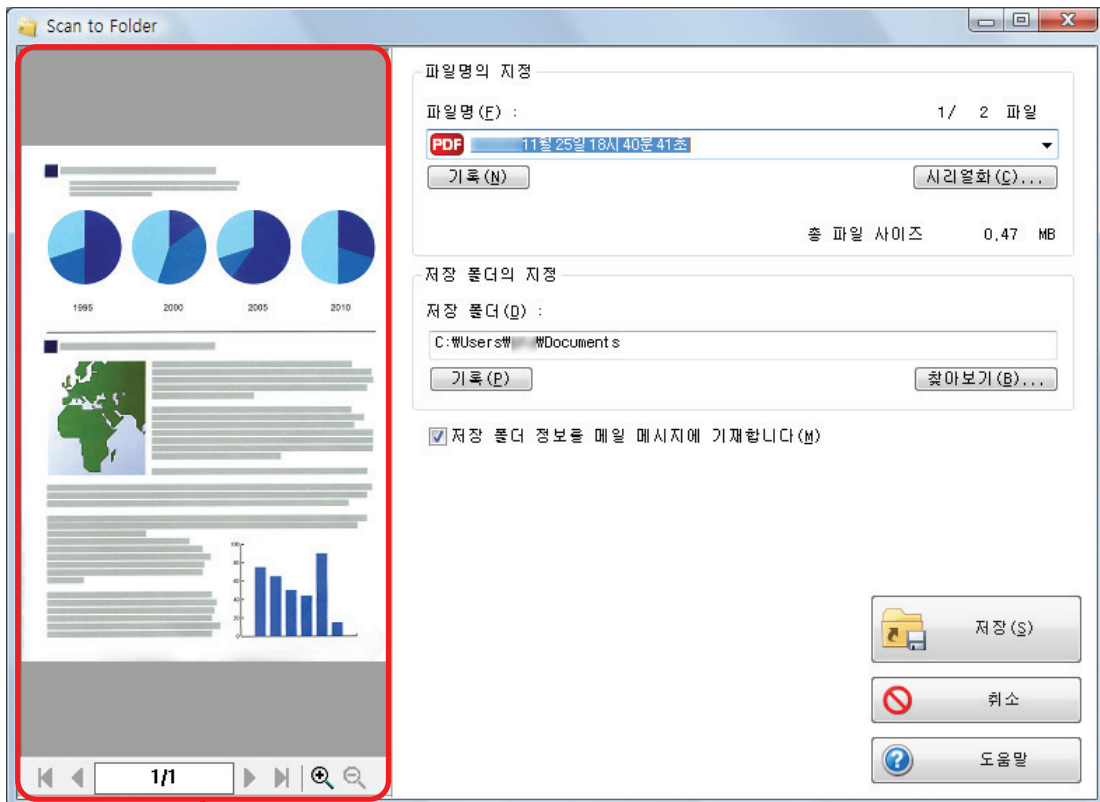 Scan to Folder
파일명의 지정
파일명(F) :
1/ 2 파일
PDF 11월 25일 18시 40분 41초
기록(N)
시리얼화(C)...
총 파일 사이즈 0.47 MB
저장 폴더의 지정
저장 폴더(D) :
C:₩Users₩ ₩Documents
기록(P)
찾아보기(B)...
저장 폴더 정보를 메일 메시지에 기재합니다(M)
1995 2000 2005 2010
저장(S)
취소
도움말
1/1